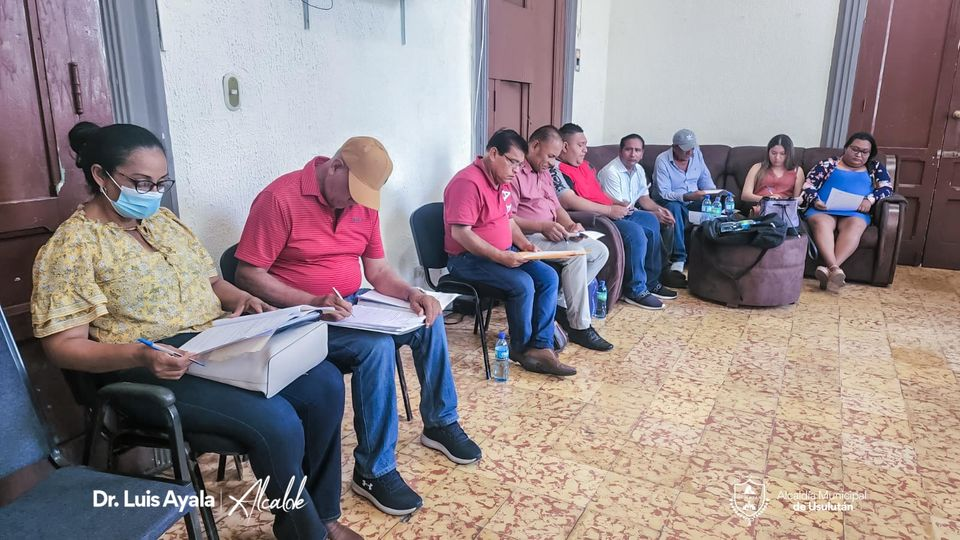 Dr. Luis Ayala | Alcalde
Alcaldía Municipal
de Usulután